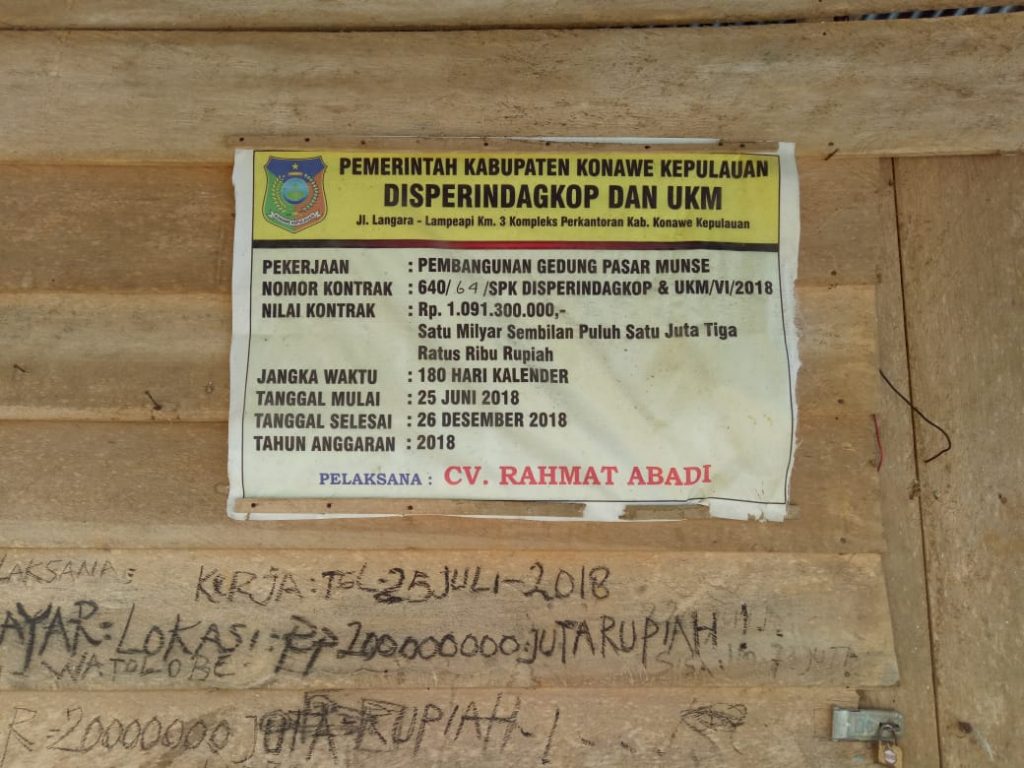 PEMERINTAH KABUPATEN KONAWE KEPULAUAN
DISPERINDAGKOP DAN UKM
Jl. Langara - Lampeapi Km. 3 Kompleks Perkantoran Kab. Konawe Kepulauan
PEKERJAAN : PEMBANGUNAN GEDUNG PASAR MUNSE
NOMOR KONTRAK : 640/64/SPK DISPERINDAGKOP & UKM/VI/2018
NILAI KONTRAK : Rp. 1.091.300.000,-
Satu Milyar Sembilan Puluh Satu Juta Tiga
Ratus Ribu Rupiah
JANGKA WAKTU : 180 HARI KALENDER
TANGGAL MULAI : 25 JUNI 2018
TANGGAL SELESAI : 26 DESEMBER 2018
TAHUN ANGGARAN : 2018
PELAKSANA : CV. RAHMAT ABADI
LAKSANA = KERJA : TGL=25 JULI-2018
AYAR=LOKASI = Rp 200000000.JUTA RUPIAH !
WATOLOBE
R=20000000 JUTA=RUPIAH- !